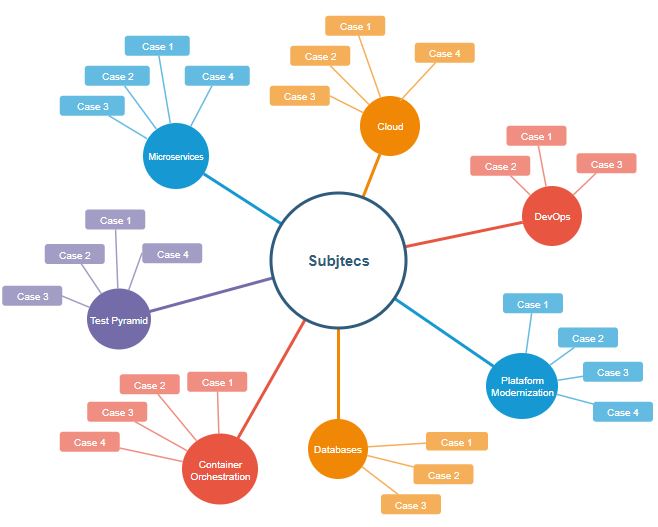 Case 1
Case 2
Case 4
Case 3
Microservices
Case 1
Case 2
Case 4
Case 3
Cloud
Case 1
Case 2
Case 3
DevOps
Subjtecs
Case 1
Case 2
Case 4
Case 3
Test Pyramid
Case 1
Case 2
Case 3
Case 4
Plataform
Modernization
Case 2
Case 1
Case 3
Case 4
Container
Orchestration
Databases
Case 1
Case 2
Case 3